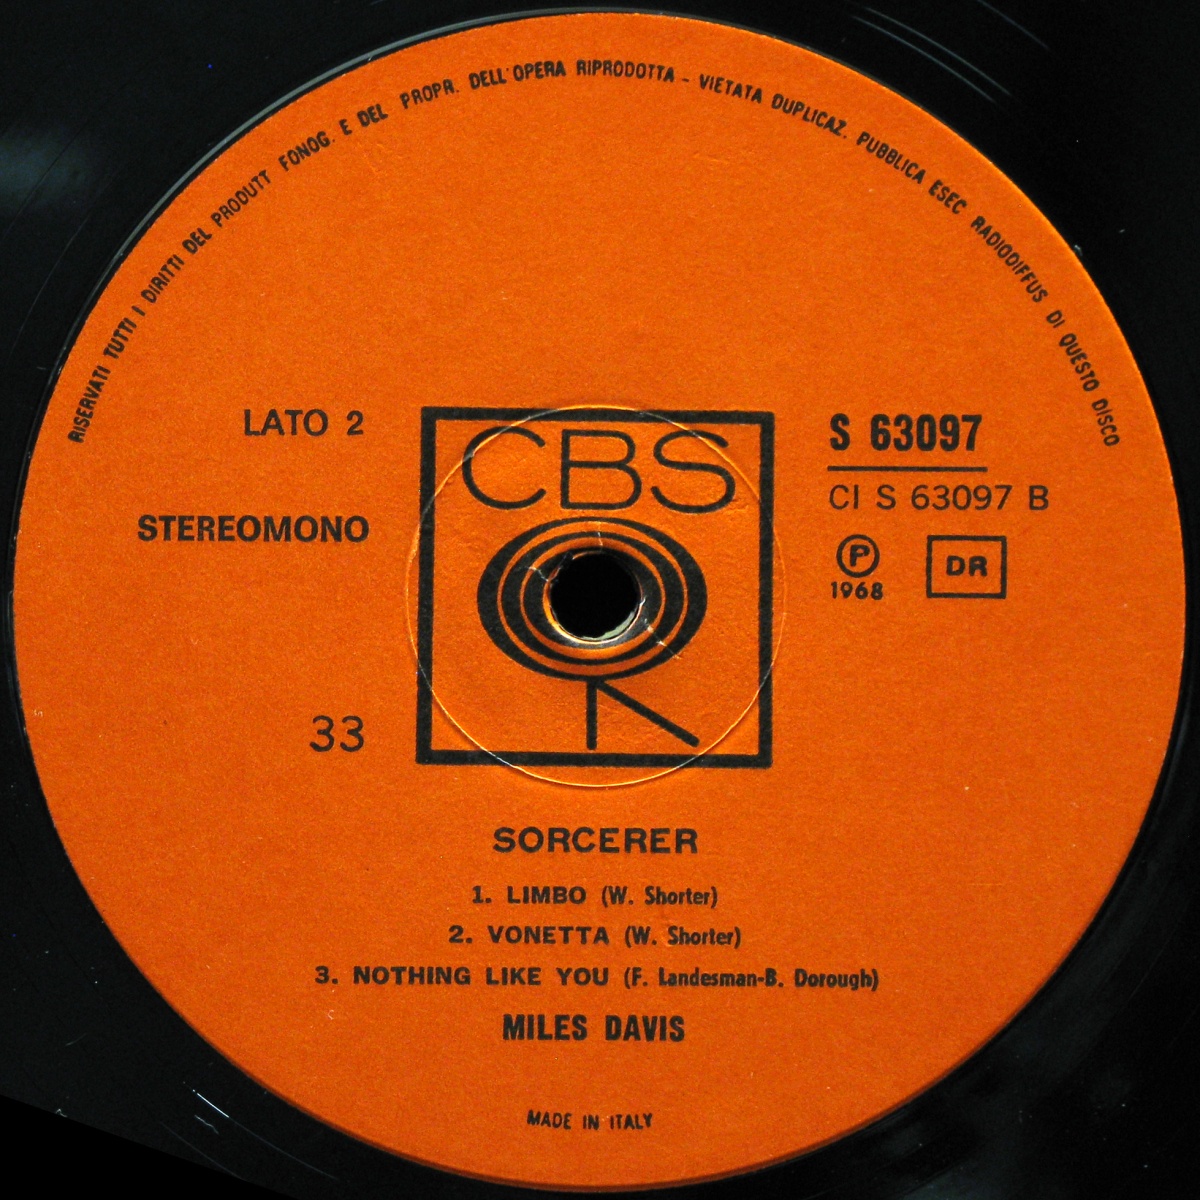 RISERVATI TUTTI I DIRITTI DEL PRODUTT FONOG. E DEL PROPR. DELL'OPERA RIPRODOTTA - VIETATA DUPLICAZ. PUBBLICA ESEC RADIODIFFUS DI QUESTO DISCO
LATO 2
STEREOMONO
33
CBS
S 63097
CI S 63097 B
P
1968
DR
SORCERER
1. LIMBO (W. Shorter)
2. VONETTA (W. Shorter)
3. NOTHING LIKE YOU (F. Landesman-B. Dorough)
MILES DAVIS
MADE IN ITALY